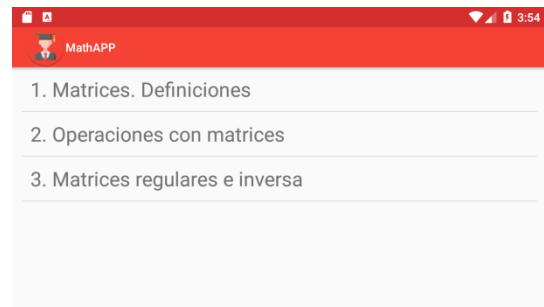 3:54
MathAPP
1. Matrices. Definiciones
2. Operaciones con matrices
3. Matrices regulares e inversa